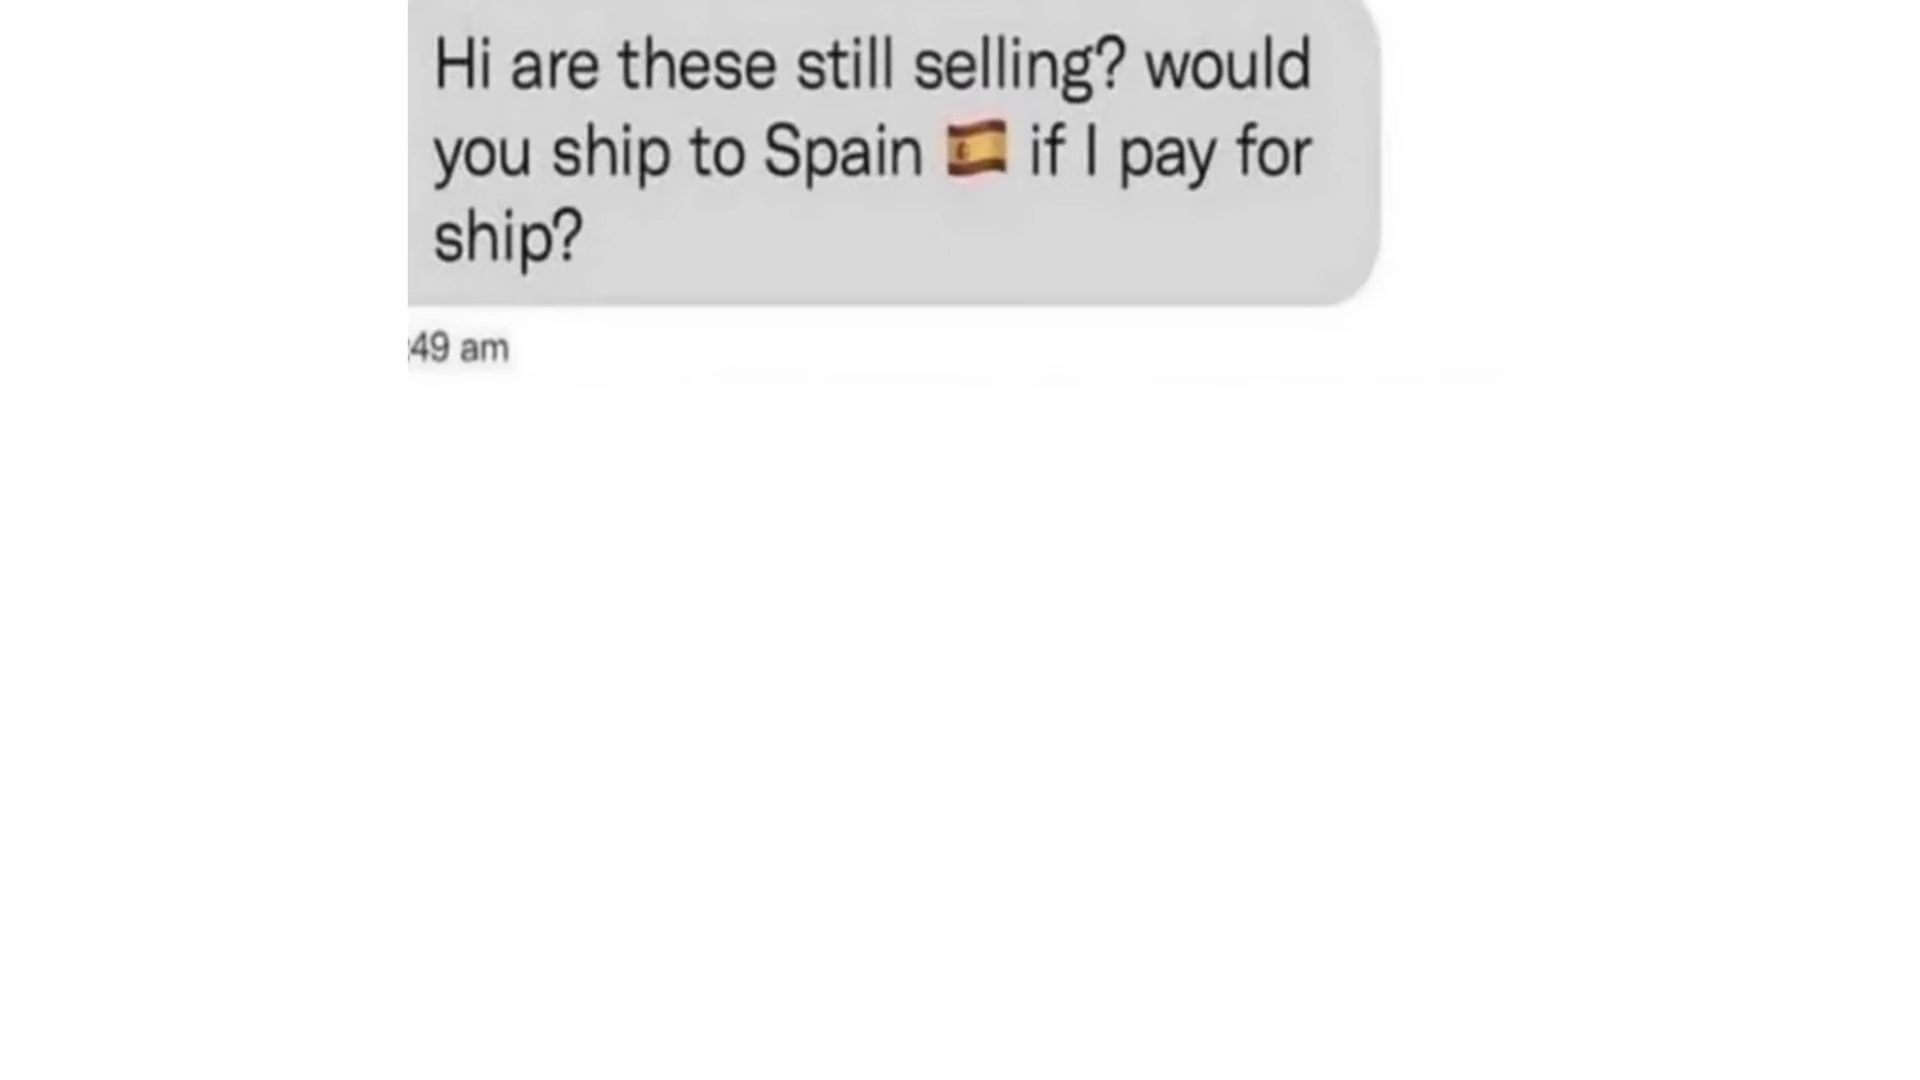 Hi are these still selling? would
you ship to Spain 🇪🇸 if I pay for
ship?
:49 am